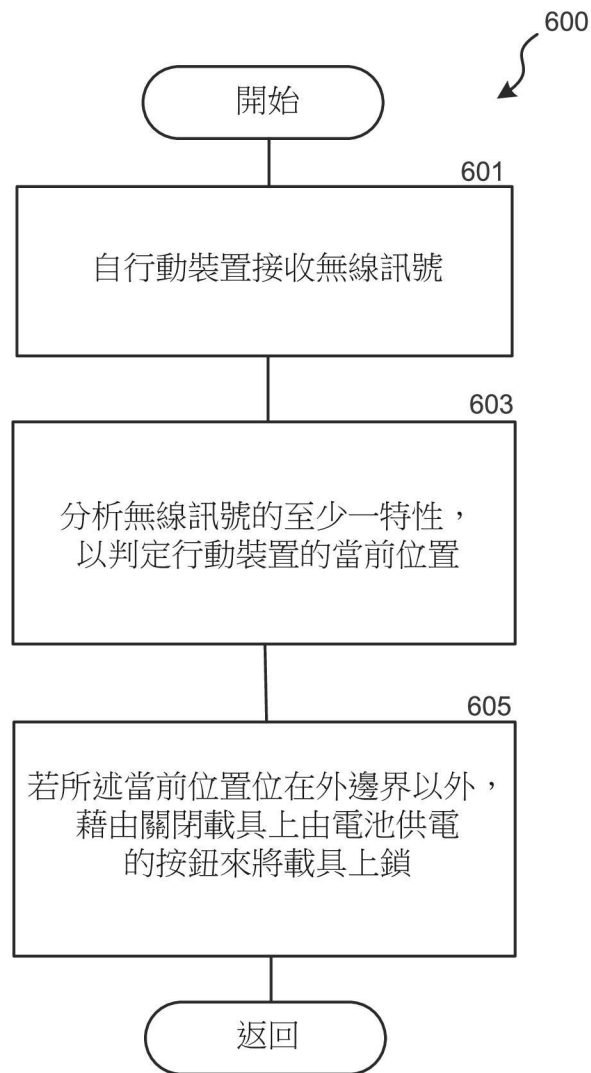 600
開始
601
自行動裝置接收無線訊號
603
分析無線訊號的至少一特性，
以判定行動裝置的當前位置
605
若所述當前位置位在外邊界以外，
藉由關閉載具上由電池供電
的按鈕來將載具上鎖
返回